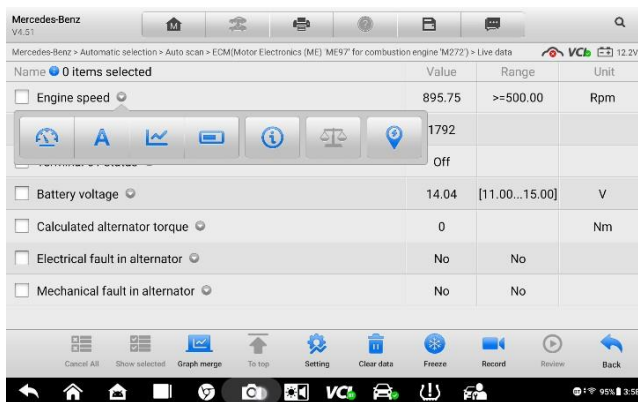 Mercedes-Benz
V4.51
Mercedes-Benz > Automatic selection > Auto scan > ECM(Motor Electronics (ME) 'ME97' for combustion engine 'M272') > Live data
VCI 12.2V
Name 0 items selected Value Range Unit
Engine speed 895.75 >=500.00 Rpm
A 1792
Off
Battery voltage 14.04 [11.00...15.00] V
Calculated alternator torque 0 Nm
Electrical fault in alternator No No
Mechanical fault in alternator No No
Cancel All Show selected Graph merge To top Setting Clear data Freeze Record Review Back
VCI 95% 3:58